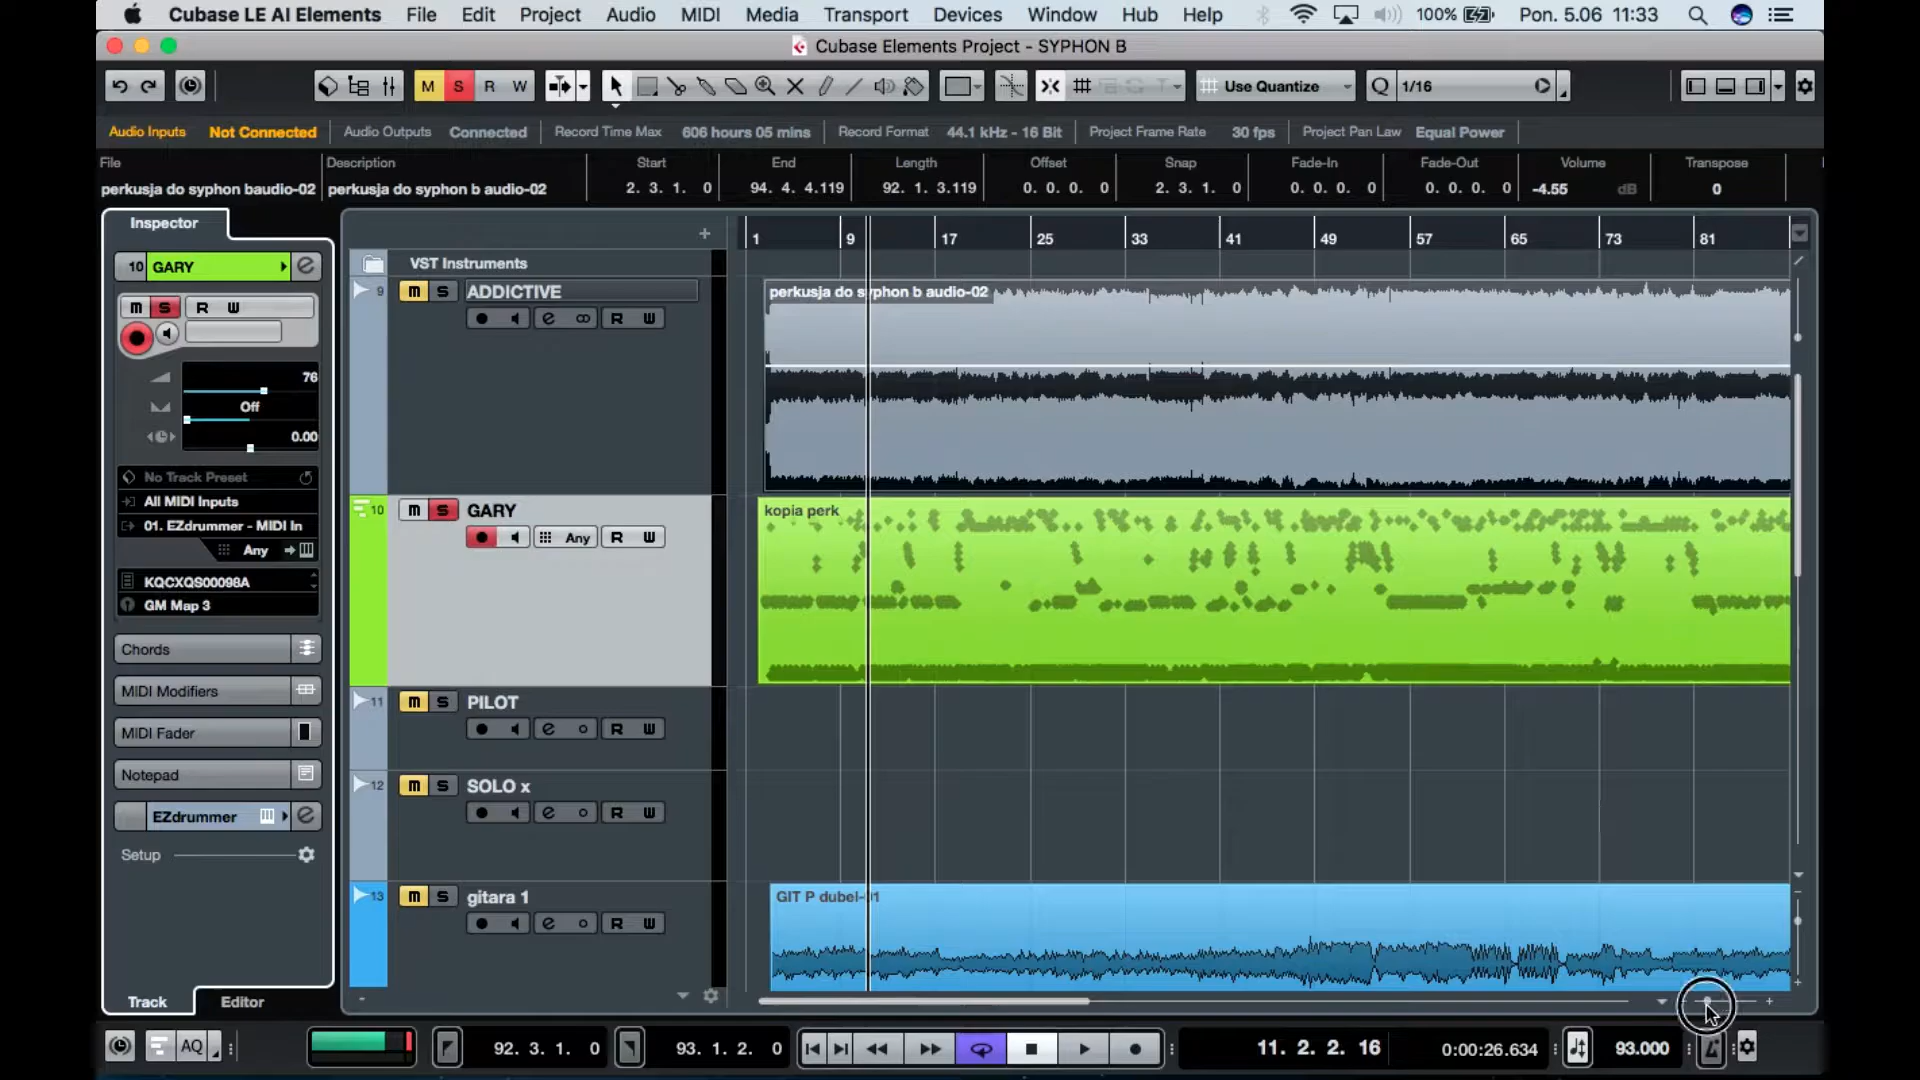 Cubase LE AI Elements File Edit Project Audio MIDI Media Transport Devices Window Hub Help 100% Pon. 5.06 11:33
Cubase Elements Project - SYPHON B
M S R W Use Quantize Q 1/16
Audio Inputs Not Connected Audio Outputs Connected Record Time Max 606 hours 05 mins Record Format 44.1 kHz - 16 Bit Project Frame Rate 30 fps Project Pan Law Equal Power
File Description Start End Length Offset Snap Fade-In Fade-Out Volume Transpose
perkusja do syphon baudio-02 perkusja do syphon b audio-02 2. 3. 1. 0 94. 4. 4.119 92. 1. 3.119 0. 0. 0. 0 2. 3. 1. 0 0. 0. 0. 0 0. 0. 0. 0 -4.55 dB 0
Inspector
1 9 17 25 33 41 49 57 65 73 81
10 GARY e
m S R W
76
Off
0.00
No Track Preset
All MIDI Inputs
01. EZdrummer - MIDI In
Any
KQCXQS00098A
GM Map 3
Chords
MIDI Modifiers
MIDI Fader
Notepad
EZdrummer e
Setup
Track Editor
VST Instruments
9 m S ADDICTIVE
e R W
perkusja do syphon b audio-02
10 m S GARY
Any R W
kopia perk
11 m S PILOT
e R W
12 m S SOLO x
e R W
13 m S gitara 1
e R W
GIT P dubel-01
AQ 92. 3. 1. 0 93. 1. 2. 0 11. 2. 2. 16 0:00:26.634 93.000